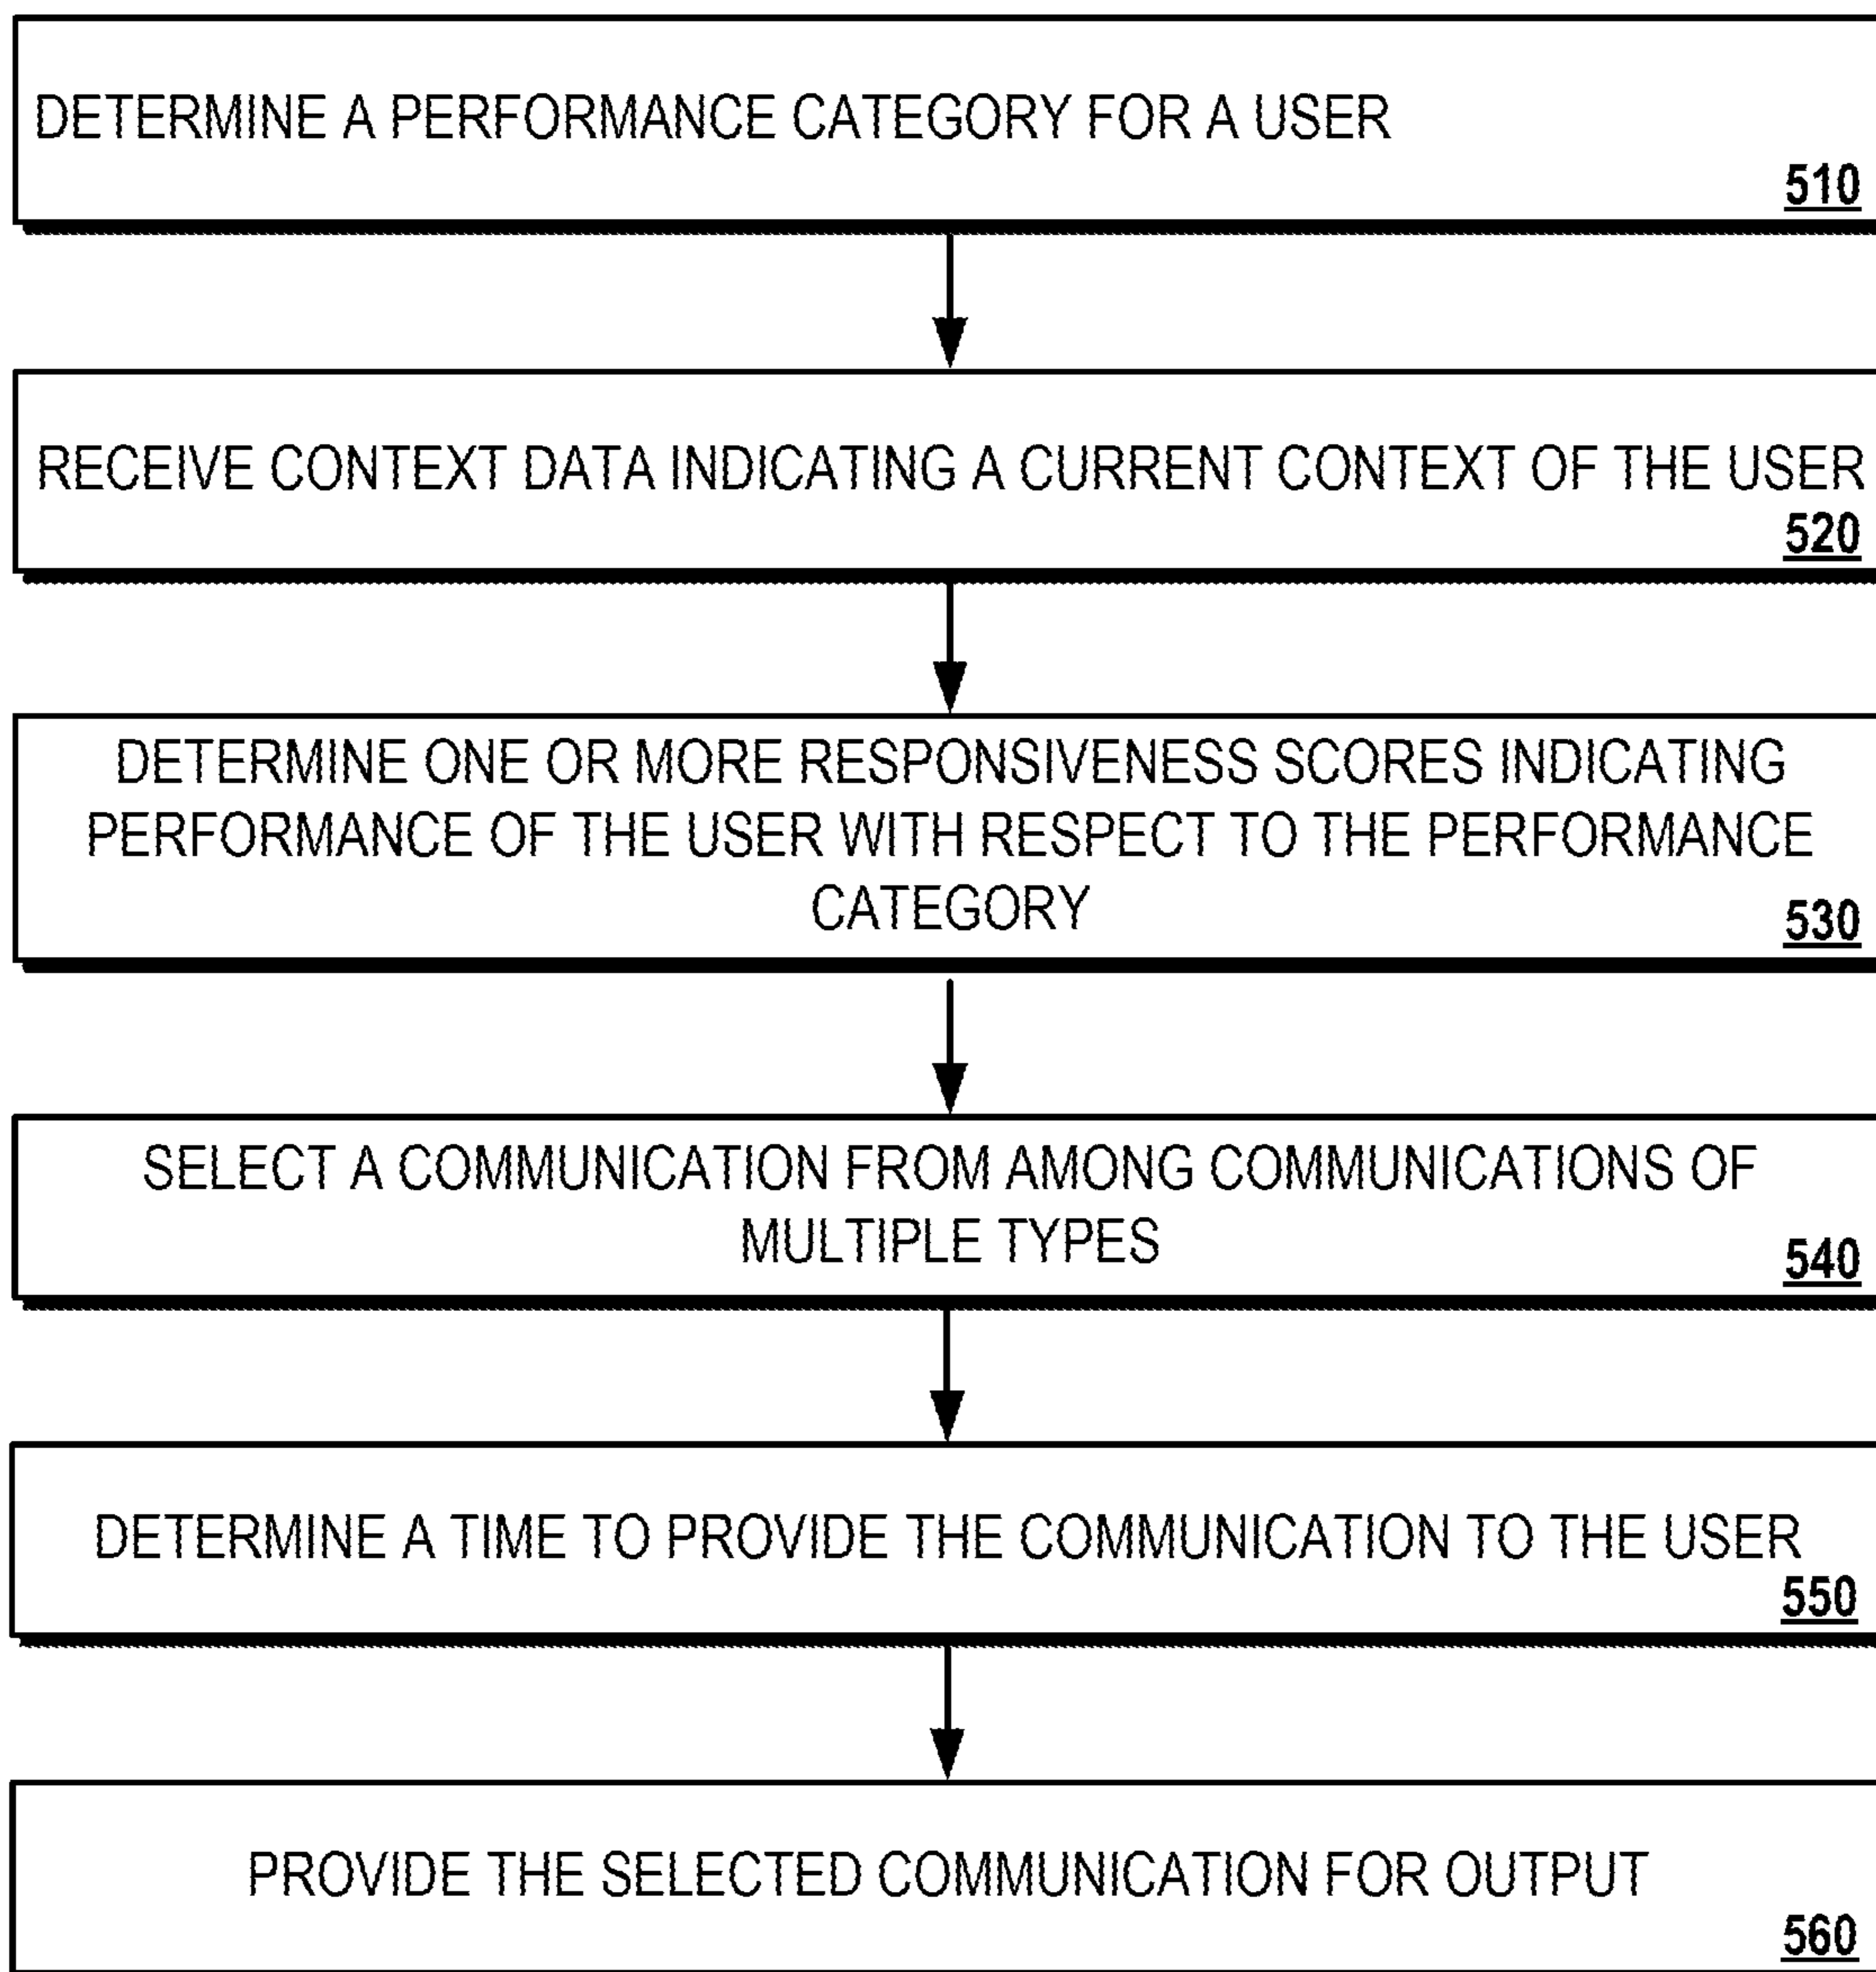 DETERMINE A PERFORMANCE CATEGORY FOR A USER
510
RECEIVE CONTEXT DATA INDICATING A CURRENT CONTEXT OF THE USER
520
DETERMINE ONE OR MORE RESPONSIVENESS SCORES INDICATING
PERFORMANCE OF THE USER WITH RESPECT TO THE PERFORMANCE
CATEGORY
530
SELECT A COMMUNICATION FROM AMONG COMMUNICATIONS OF
MULTIPLE TYPES
540
DETERMINE A TIME TO PROVIDE THE COMMUNICATION TO THE USER
550
PROVIDE THE SELECTED COMMUNICATION FOR OUTPUT
560